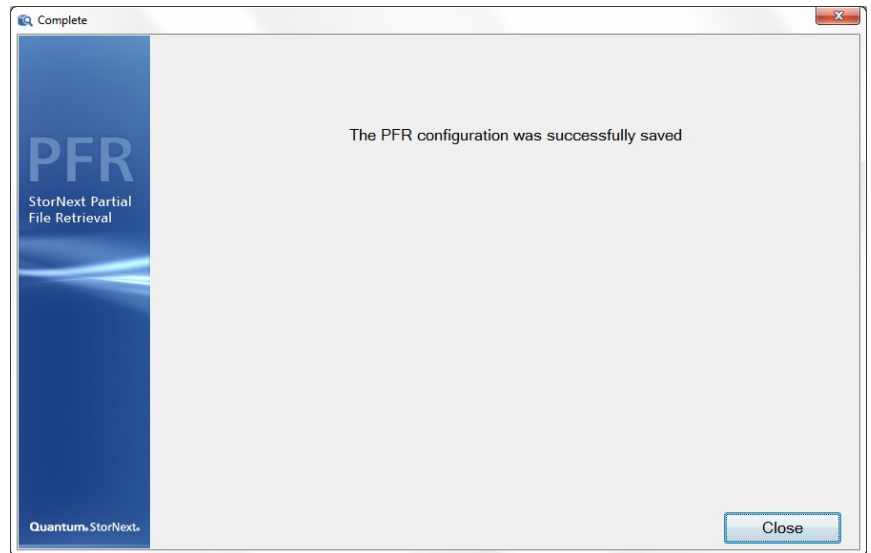 Complete
The PFR configuration was successfully saved
PFR
StorNext Partial
File Retrieval
Quantum. StorNext.
Close